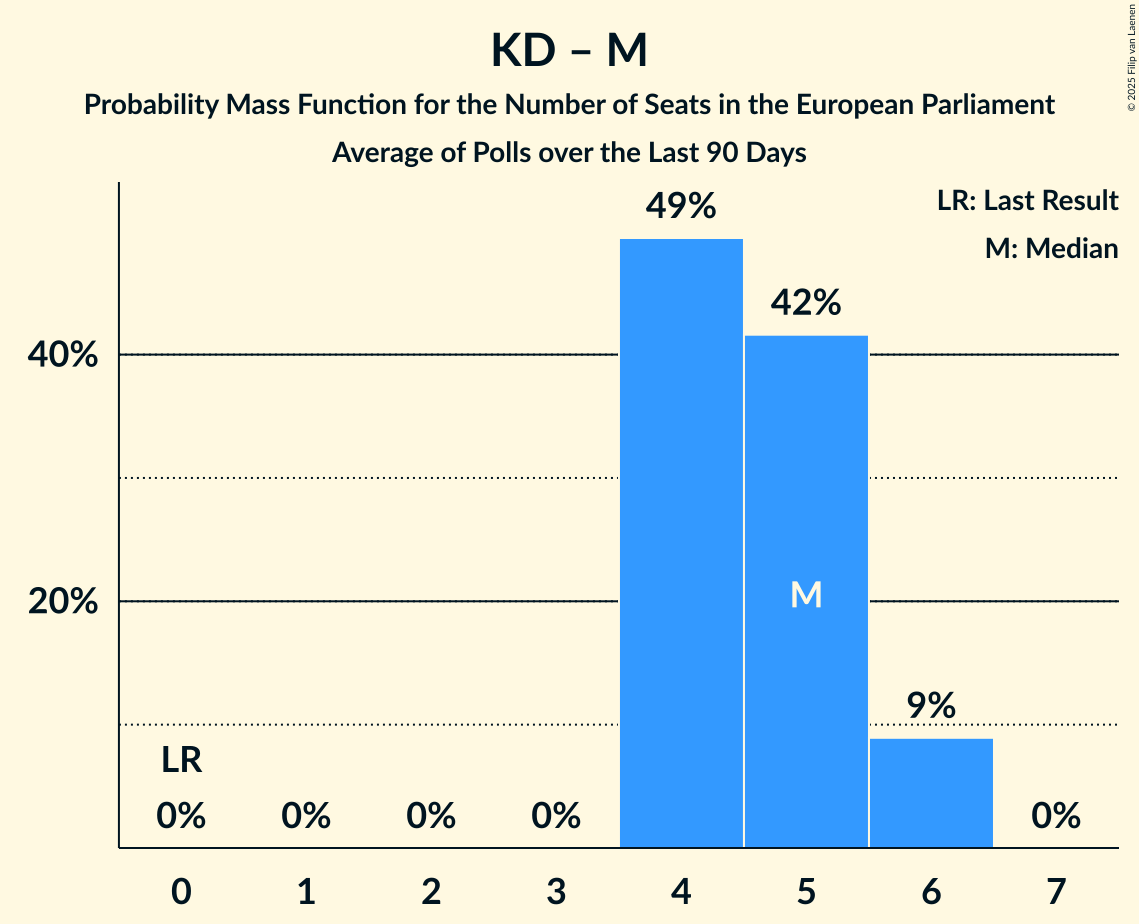 KD – M
Probability Mass Function for the Number of Seats in the European Parliament
Average of Polls over the Last 90 Days
© 2025 Filip van Laenen
LR: Last Result
M: Median
49%
42%
40%
20%
M
9%
LR
0% 0% 0% 0% 0%
0 1 2 3 4 5 6 7